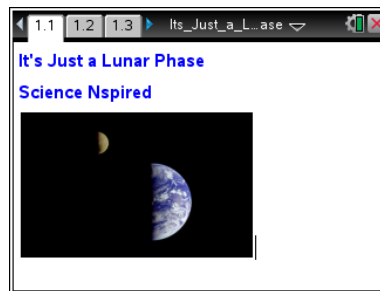 1.1 1.2 1.3 Its_Just_a_L…ase
It's Just a Lunar Phase
Science Nspired